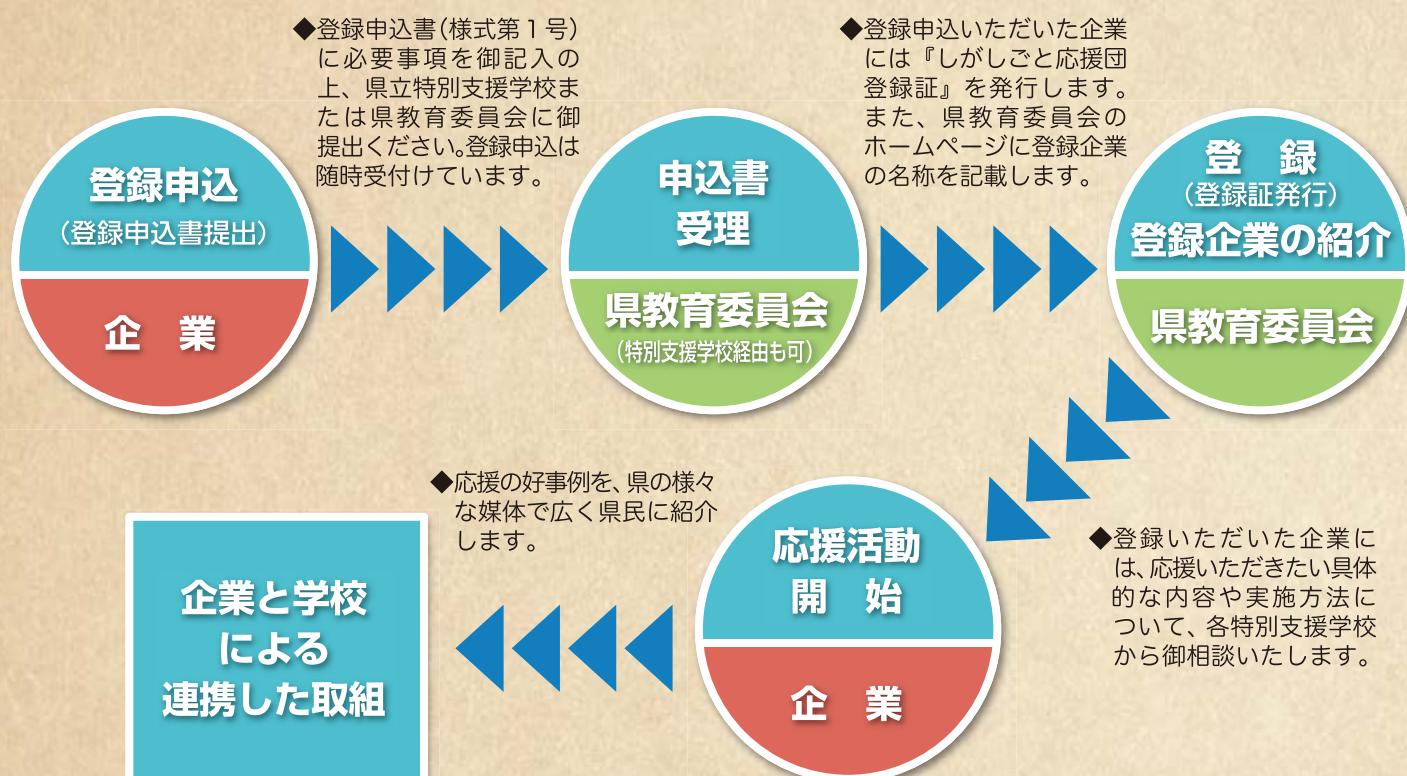 ◆登録申込書(様式第1号)
に必要事項を御記入の
上、県立特別支援学校ま
たは県教育委員会に御
提出ください。登録申込は
随時受付けています。
◆登録申込いただいた企業
には『しがしごと応援団
登録証』を発行します。
また、県教育委員会の
ホームページに登録企業
の名称を記載します。
登録申込
（登録申込書提出）
企　業
申込書
受理
県教育委員会
（特別支援学校経由も可）
登　録
（登録証発行）
登録企業の紹介
県教育委員会
◆登録いただいた企業に
は、応援いただきたい具体
的な内容や実施方法に
ついて、各特別支援学校
から御相談いたします。
応援活動
開　始
企　業
◆応援の好事例を、県の様々
な媒体で広く県民に紹介
します。
企業と学校
による
連携した取組